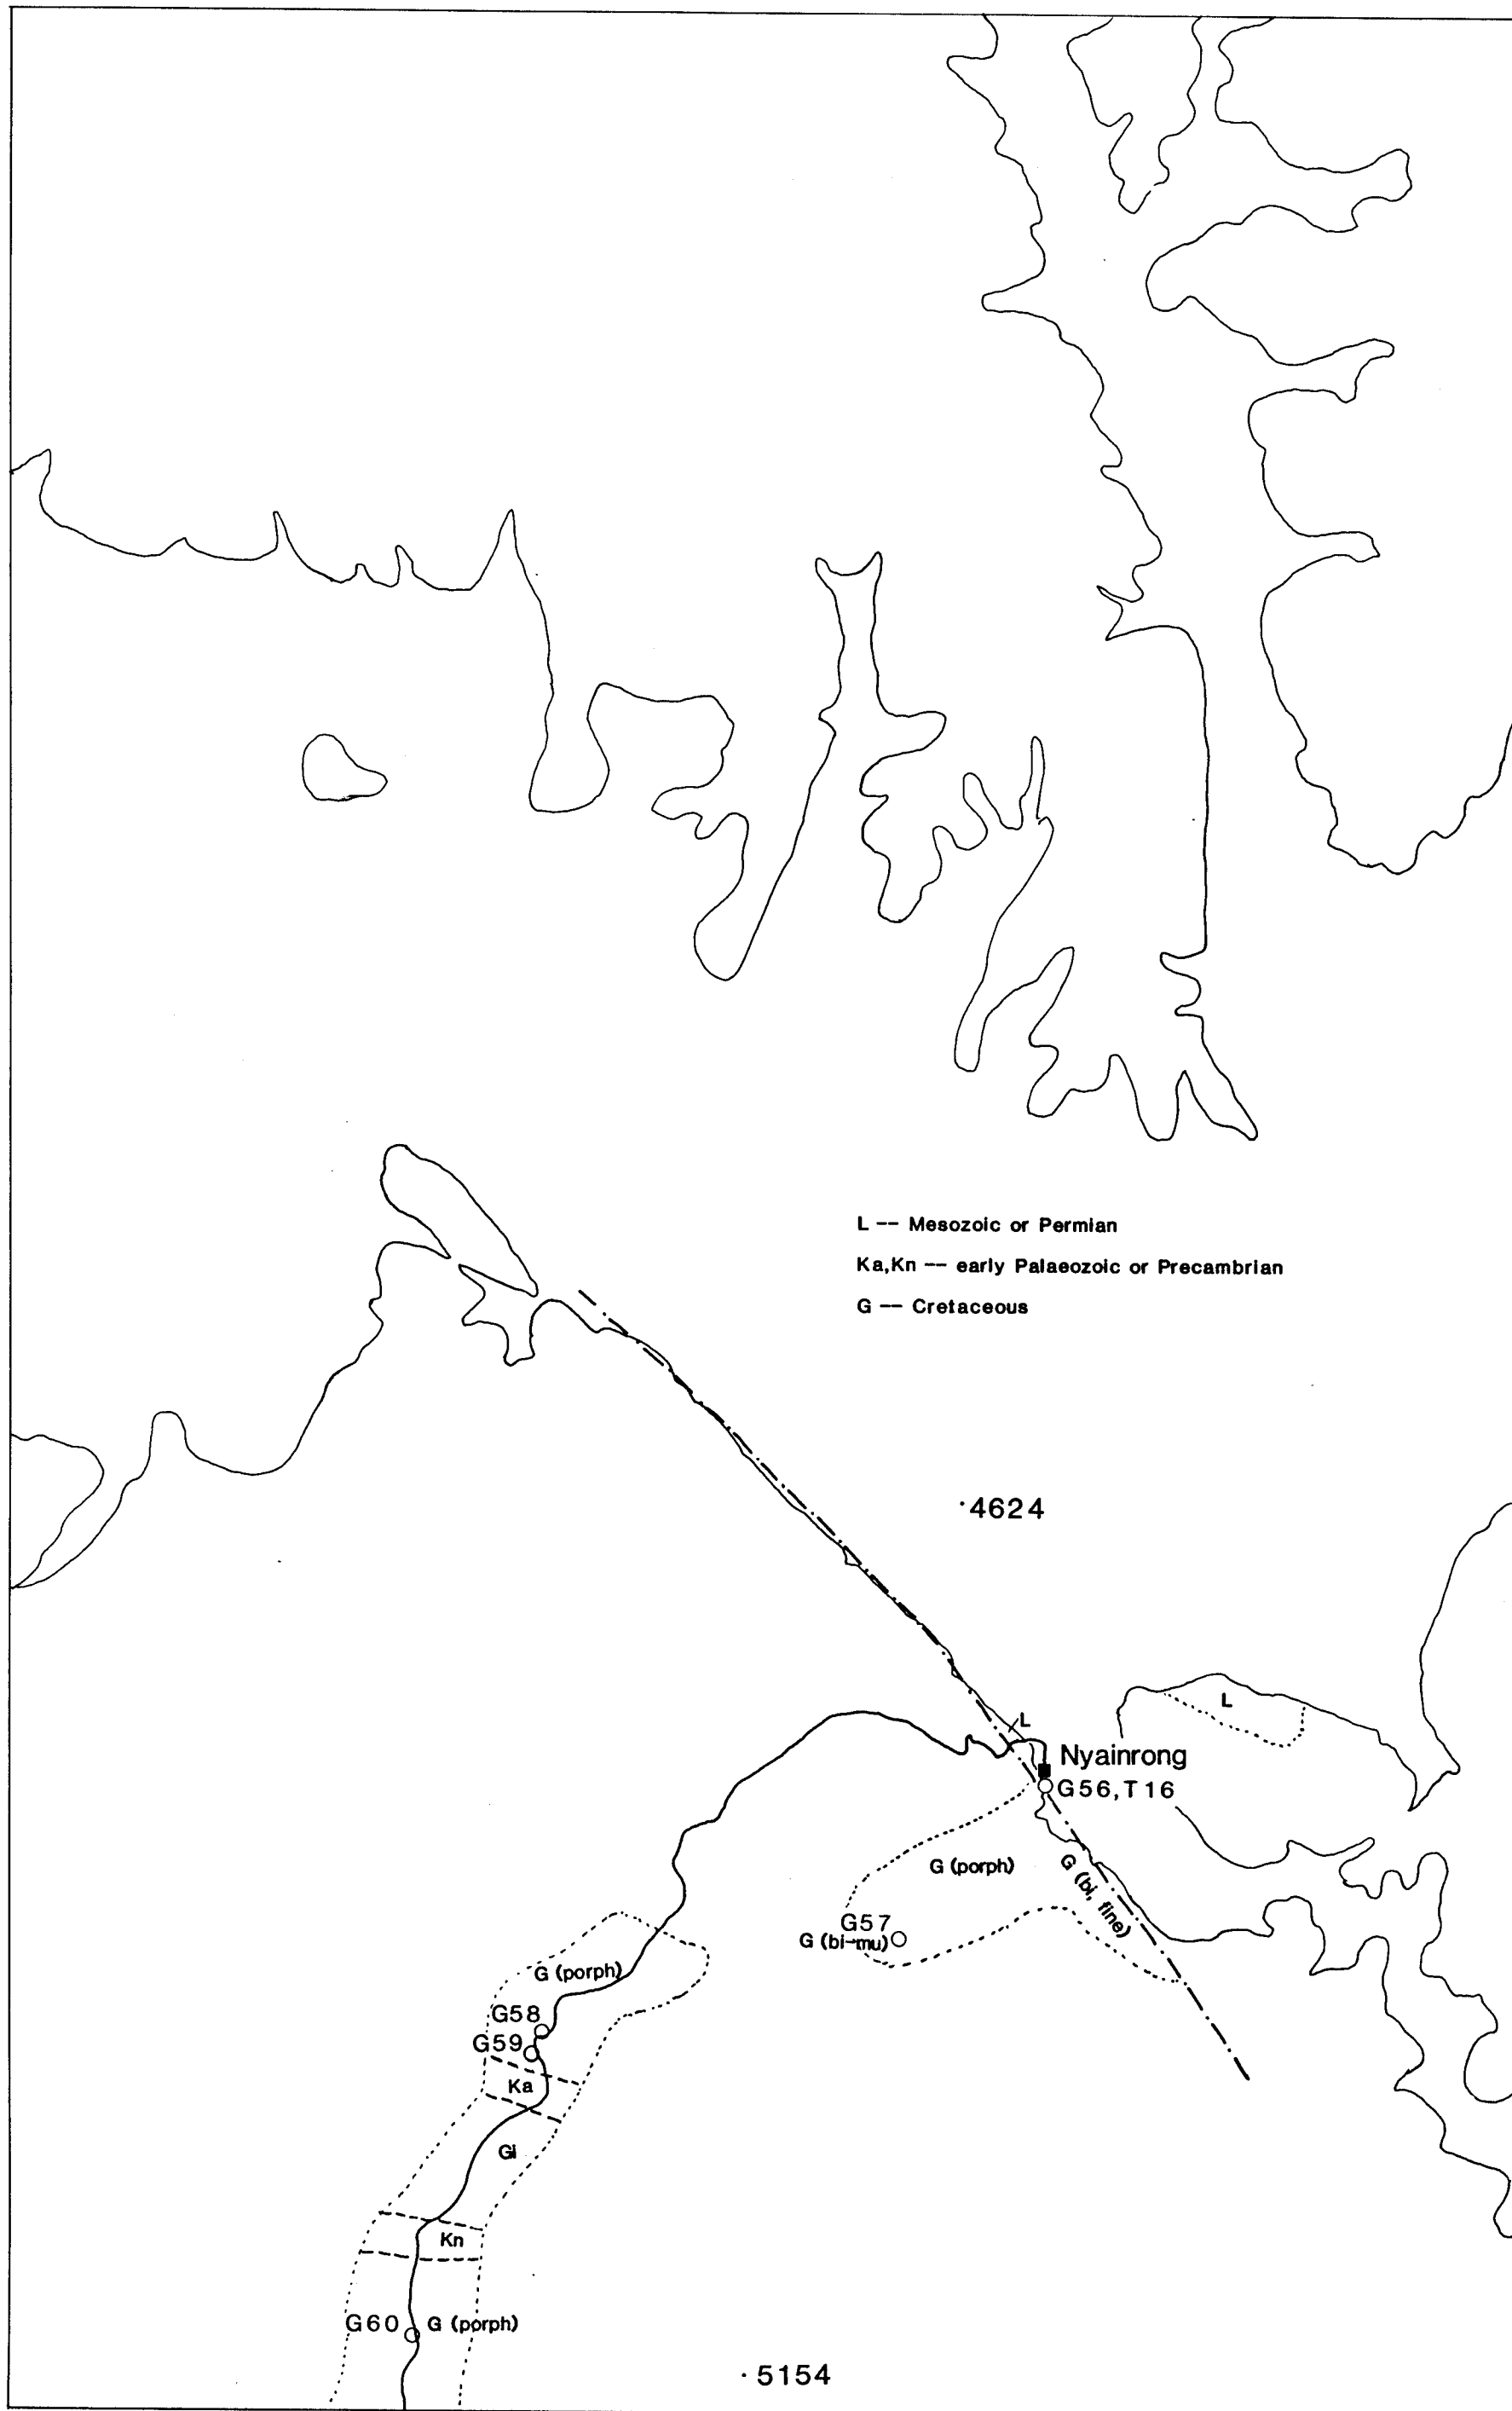 L -- Mesozoic or Permian
Ka,Kn -- early Palaeozoic or Precambrian
G -- Cretaceous
·4624
L
L
Nyainrong
G56,T16
G (porph)
G (bi, fine)
G57
G (bi-mu)
G (porph)
G58
G59
Ka
Gi
Kn
G60
G (porph)
·5154